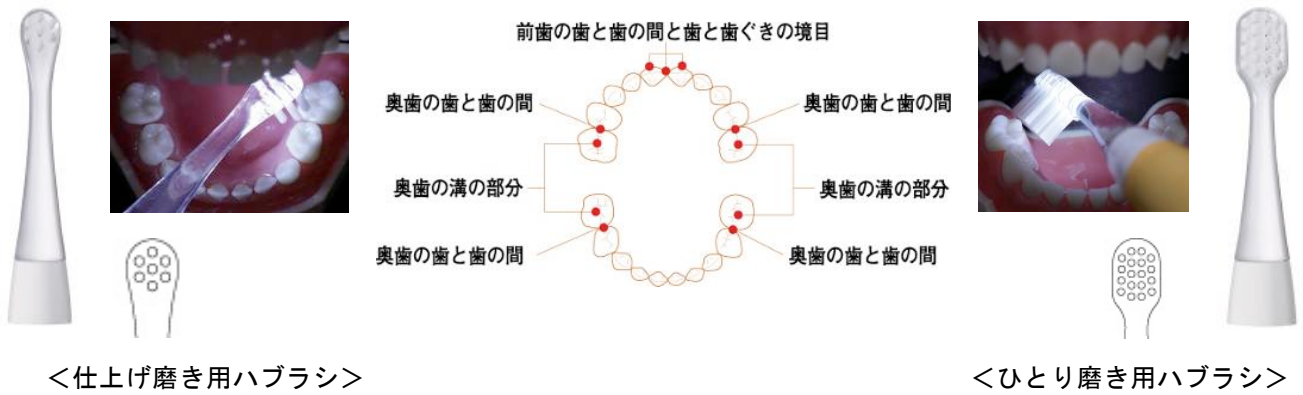 前歯の歯と歯の間と歯と歯ぐきの境目
奥歯の歯と歯の間
奥歯の歯と歯の間
奥歯の溝の部分
奥歯の溝の部分
奥歯の歯と歯の間
奥歯の歯と歯の間
＜仕上げ磨き用ハブラシ＞
＜ひとり磨き用ハブラシ＞